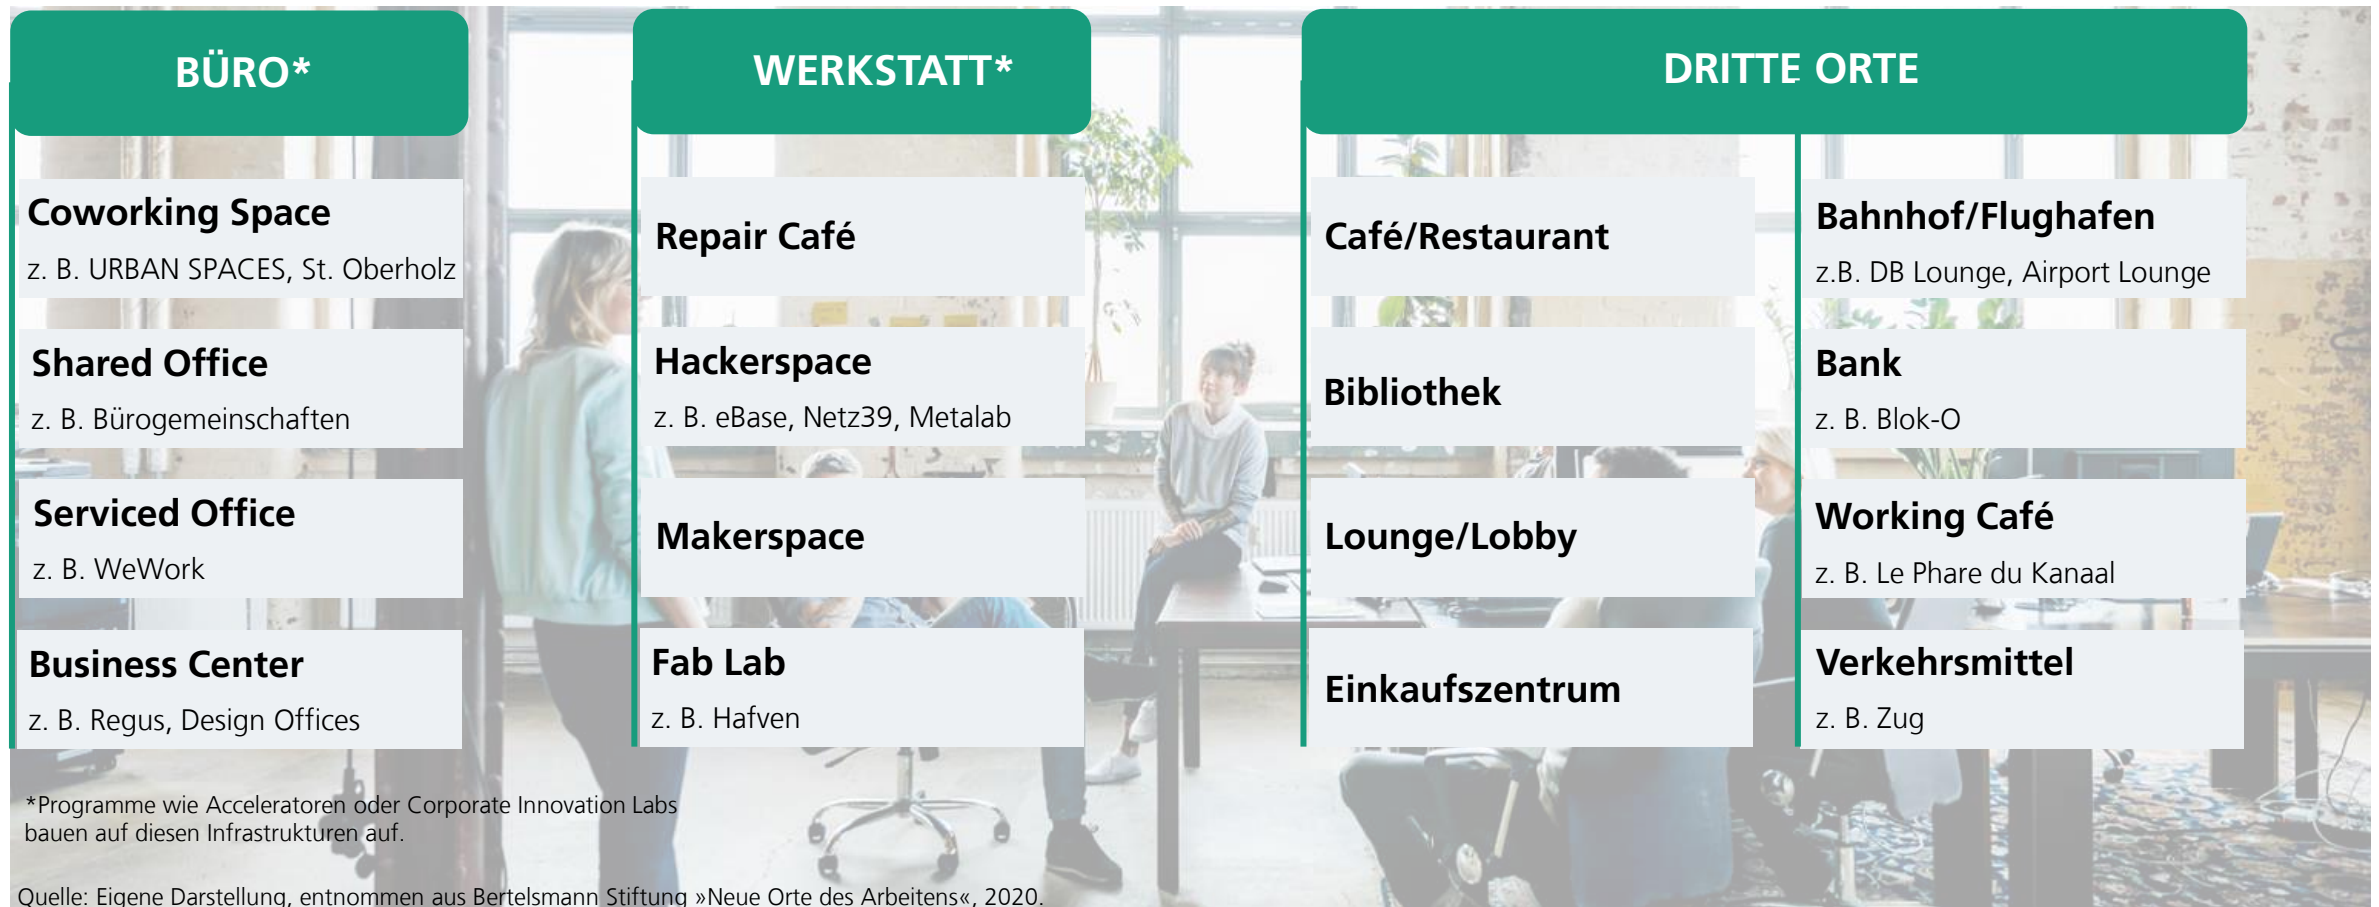 BÜRO*
Coworking Space
z. B. URBAN SPACES, St. Oberholz
Shared Office
z. B. Bürogemeinschaften
Serviced Office
z. B. WeWork
Business Center
z. B. Regus, Design Offices
WERKSTATT*
Repair Café
Hackerspace
z. B. eBase, Netz39, Metalab
Makerspace
Fab Lab
z. B. Hafven
DRITTE ORTE
Café/Restaurant
Bibliothek
Lounge/Lobby
Einkaufszentrum
Bahnhof/Flughafen
z.B. DB Lounge, Airport Lounge
Bank
z. B. Blok-O
Working Café
z. B. Le Phare du Kanaal
Verkehrsmittel
z. B. Zug
*Programme wie Acceleratoren oder Corporate Innovation Labs
bauen auf diesen Infrastrukturen auf.
Quelle: Eigene Darstellung, entnommen aus Bertelsmann Stiftung »Neue Orte des Arbeitens«, 2020.